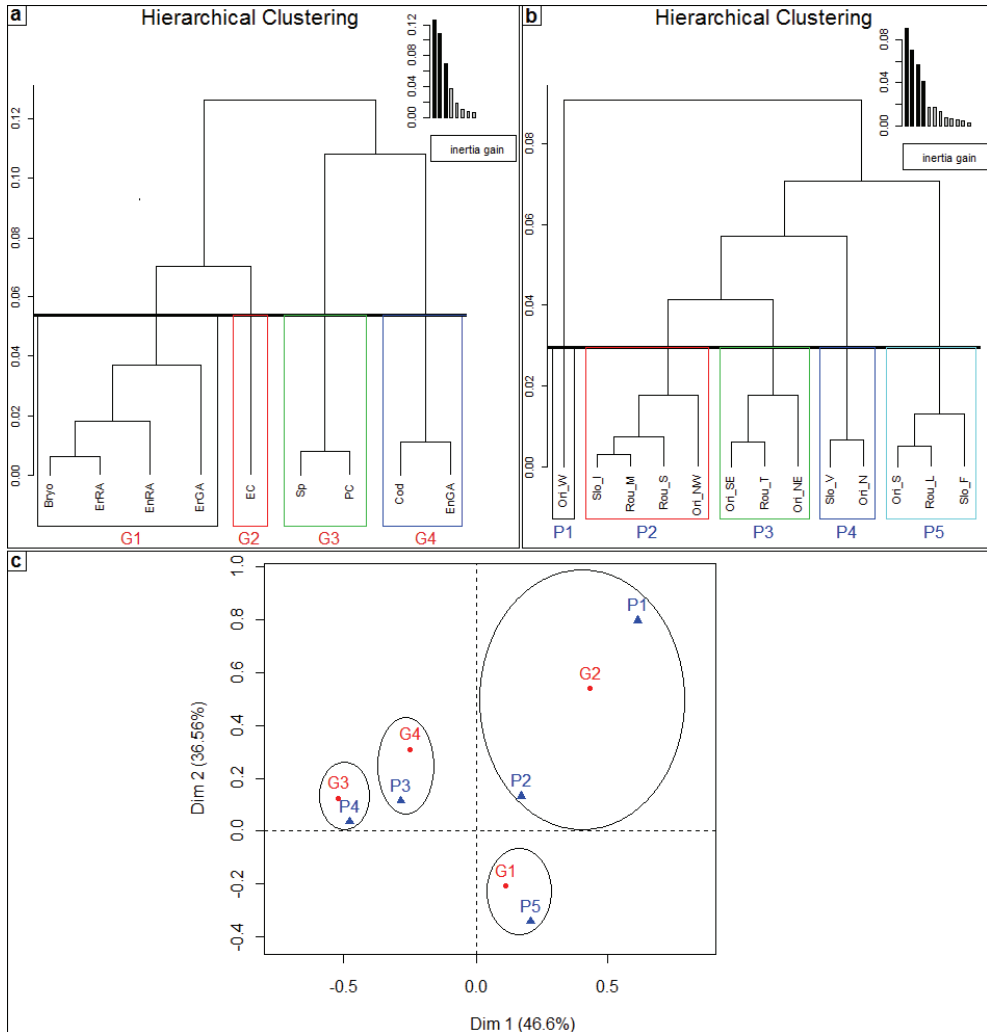 a
Hierarchical Clustering
0.00 0.02 0.04 0.06 0.08 0.10 0.12
0.00 0.04 0.08 0.12
inertia gain
Bryo ErRA EnRA ErGA EC Sp PC Cod EnGA
G1 G2 G3 G4
b
Hierarchical Clustering
0.00 0.02 0.04 0.06 0.08
0.00 0.04 0.08
inertia gain
Ori_W Slo_I Rou_M Rou_S Ori_NW Ori_SE Rou_T Ori_NE Slo_V Ori_N Ori_S Rou_L Slo_F
P1 P2 P3 P4 P5
c
Dim 2 (36.56%)
1.0
0.8
0.6
0.4
0.2
0.0
-0.2
-0.4
P1
G2
G4
P2
G3
P3
P4
G1
P5
-0.5 0.0 0.5
Dim 1 (46.6%)